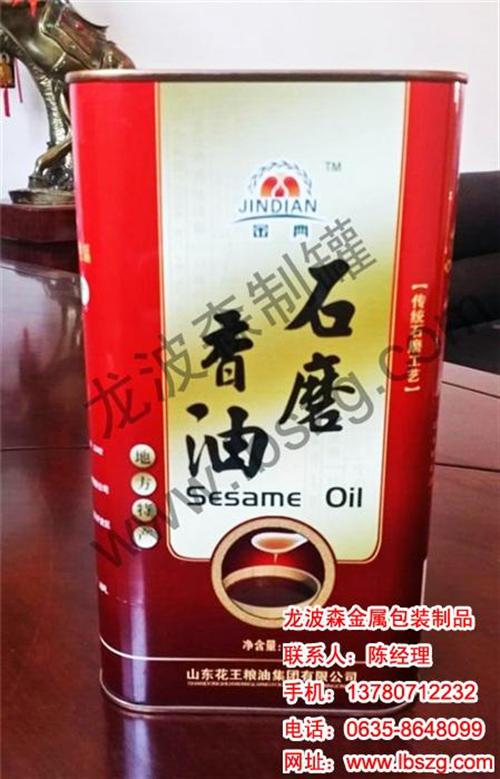 JINDIAN
TM
金典
石磨
香油
Sesame Oil
【传统石磨工艺】
地方特产
净含量:
山东花王粮油集团有限公司
龙波森制罐
www.lbszg.com
龙波森金属包装制品
联系人：陈经理
手机：13780712232
电话：0635-8648099
网址：www.lbszg.com